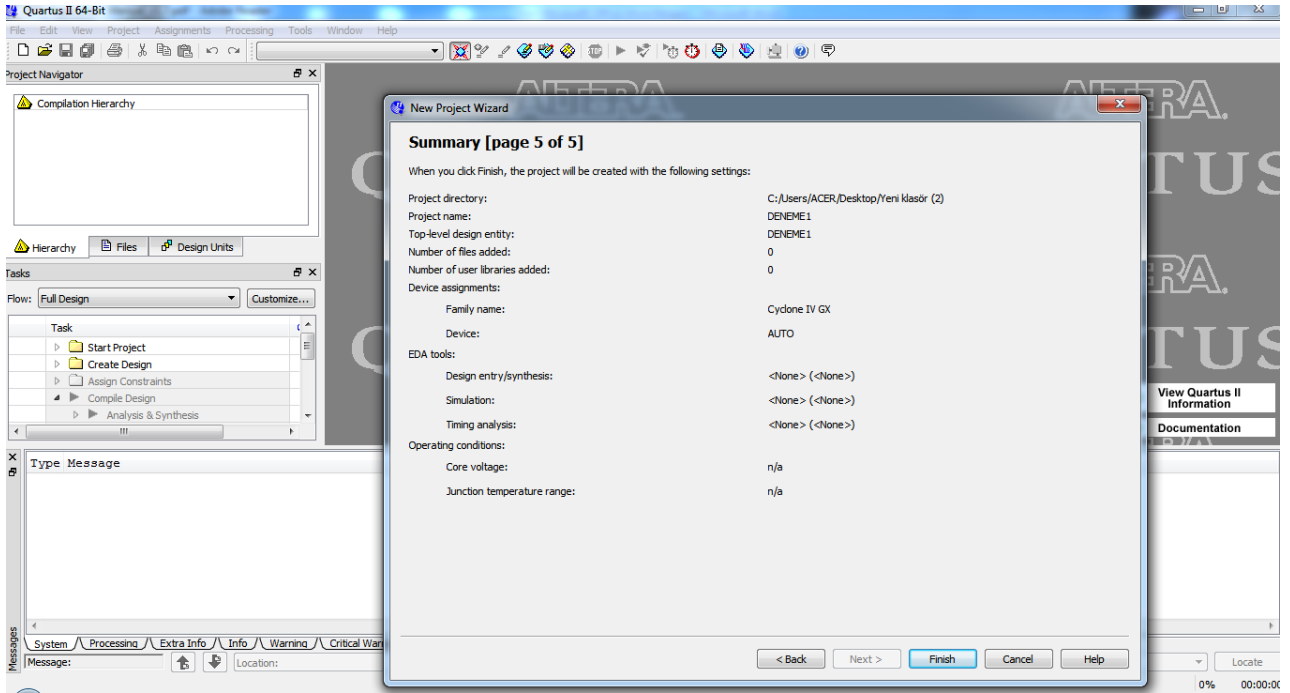 Quartus II 64-Bit
File Edit View Project Assignments Processing Tools Window Help
Project Navigator
Compilation Hierarchy
Hierarchy Files Design Units
Tasks
Flow: Full Design Customize...
Task
Start Project
Create Design
Assign Constraints
Compile Design
Analysis & Synthesis
ALTERA
ALTERA.
TUS
ERA.
TUS
View Quartus II
Information
Documentation
New Project Wizard
Summary [page 5 of 5]
When you click Finish, the project will be created with the following settings:
Project directory: C:/Users/ACER/Desktop/Yeni klasör (2)
Project name: DENEME1
Top-level design entity: DENEME1
Number of files added: 0
Number of user libraries added: 0
Device assignments:
Family name: Cyclone IV GX
Device: AUTO
EDA tools:
Design entry/synthesis: <None> (<None>)
Simulation: <None> (<None>)
Timing analysis: <None> (<None>)
Operating conditions:
Core voltage: n/a
Junction temperature range: n/a
< Back Next > Finish Cancel Help
Type Message
System Processing Extra Info Info Warning Critical War
Messages
Message: Location: Locate
0% 00:00:00